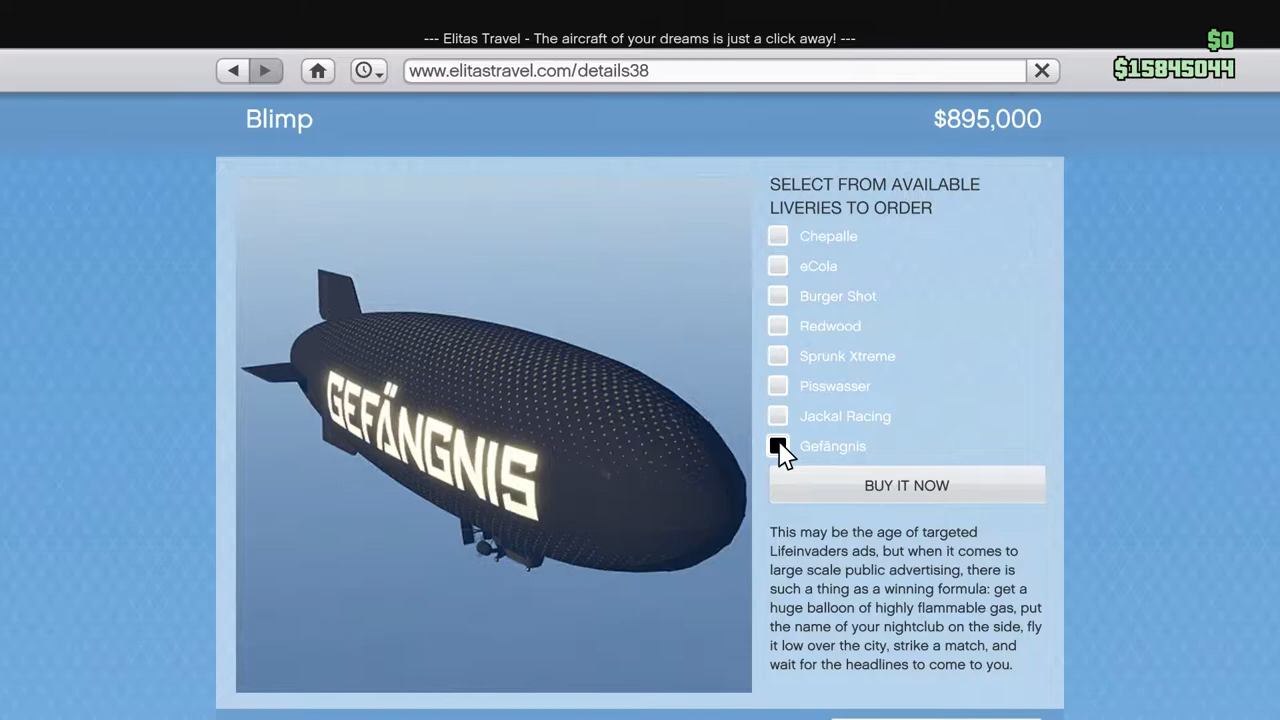 --- Elitas Travel - The aircraft of your dreams is just a click away! ---
$0
www.elitastravel.com/details38
$15845044
Blimp
$895,000
GEFÄNGNIS
SELECT FROM AVAILABLE
LIVERIES TO ORDER
Chepalle
eCola
Burger Shot
Redwood
Sprunk Xtreme
Pisswasser
Jackal Racing
Gefängnis
BUY IT NOW
This may be the age of targeted
Lifeinvaders ads, but when it comes to
large scale public advertising, there is
such a thing as a winning formula: get a
huge balloon of highly flammable gas, put
the name of your nightclub on the side, fly
it low over the city, strike a match, and
wait for the headlines to come to you.